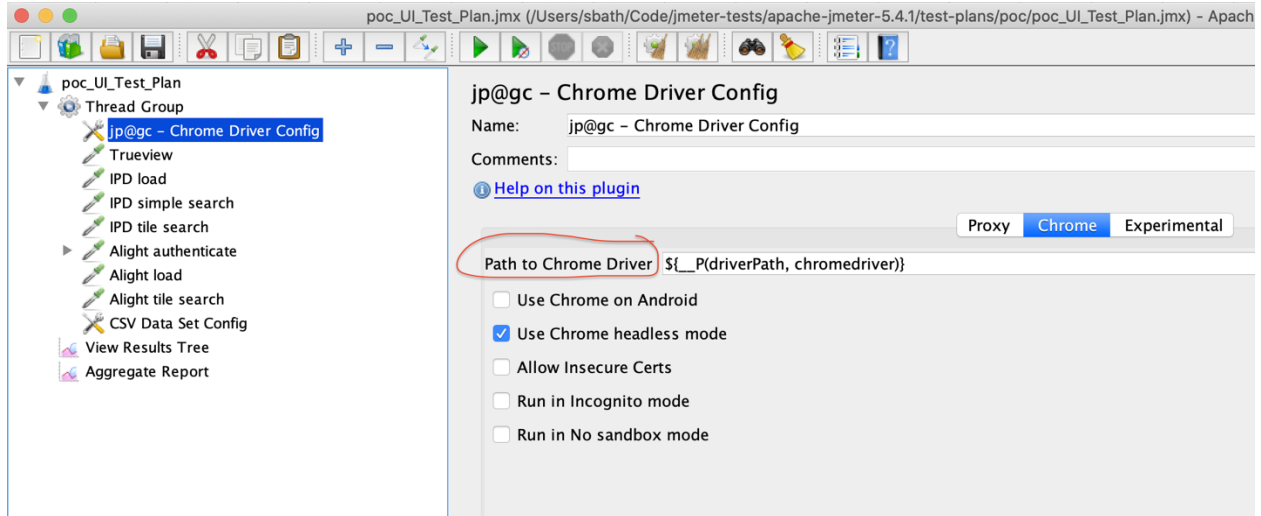 poc_UI_Test_Plan.jmx (/Users/sbath/Code/jmeter-tests/apache-jmeter-5.4.1/test-plans/poc/poc_UI_Test_Plan.jmx) - Apach
STOP
?
poc_UI_Test_Plan
Thread Group
jp@gc - Chrome Driver Config
Trueview
IPD load
IPD simple search
IPD tile search
Alight authenticate
Alight load
Alight tile search
CSV Data Set Config
View Results Tree
Aggregate Report
jp@gc - Chrome Driver Config
Name: jp@gc - Chrome Driver Config
Comments:
Help on this plugin
Proxy Chrome Experimental
Path to Chrome Driver ${__P(driverPath, chromedriver)}
Use Chrome on Android
Use Chrome headless mode
Allow Insecure Certs
Run in Incognito mode
Run in No sandbox mode